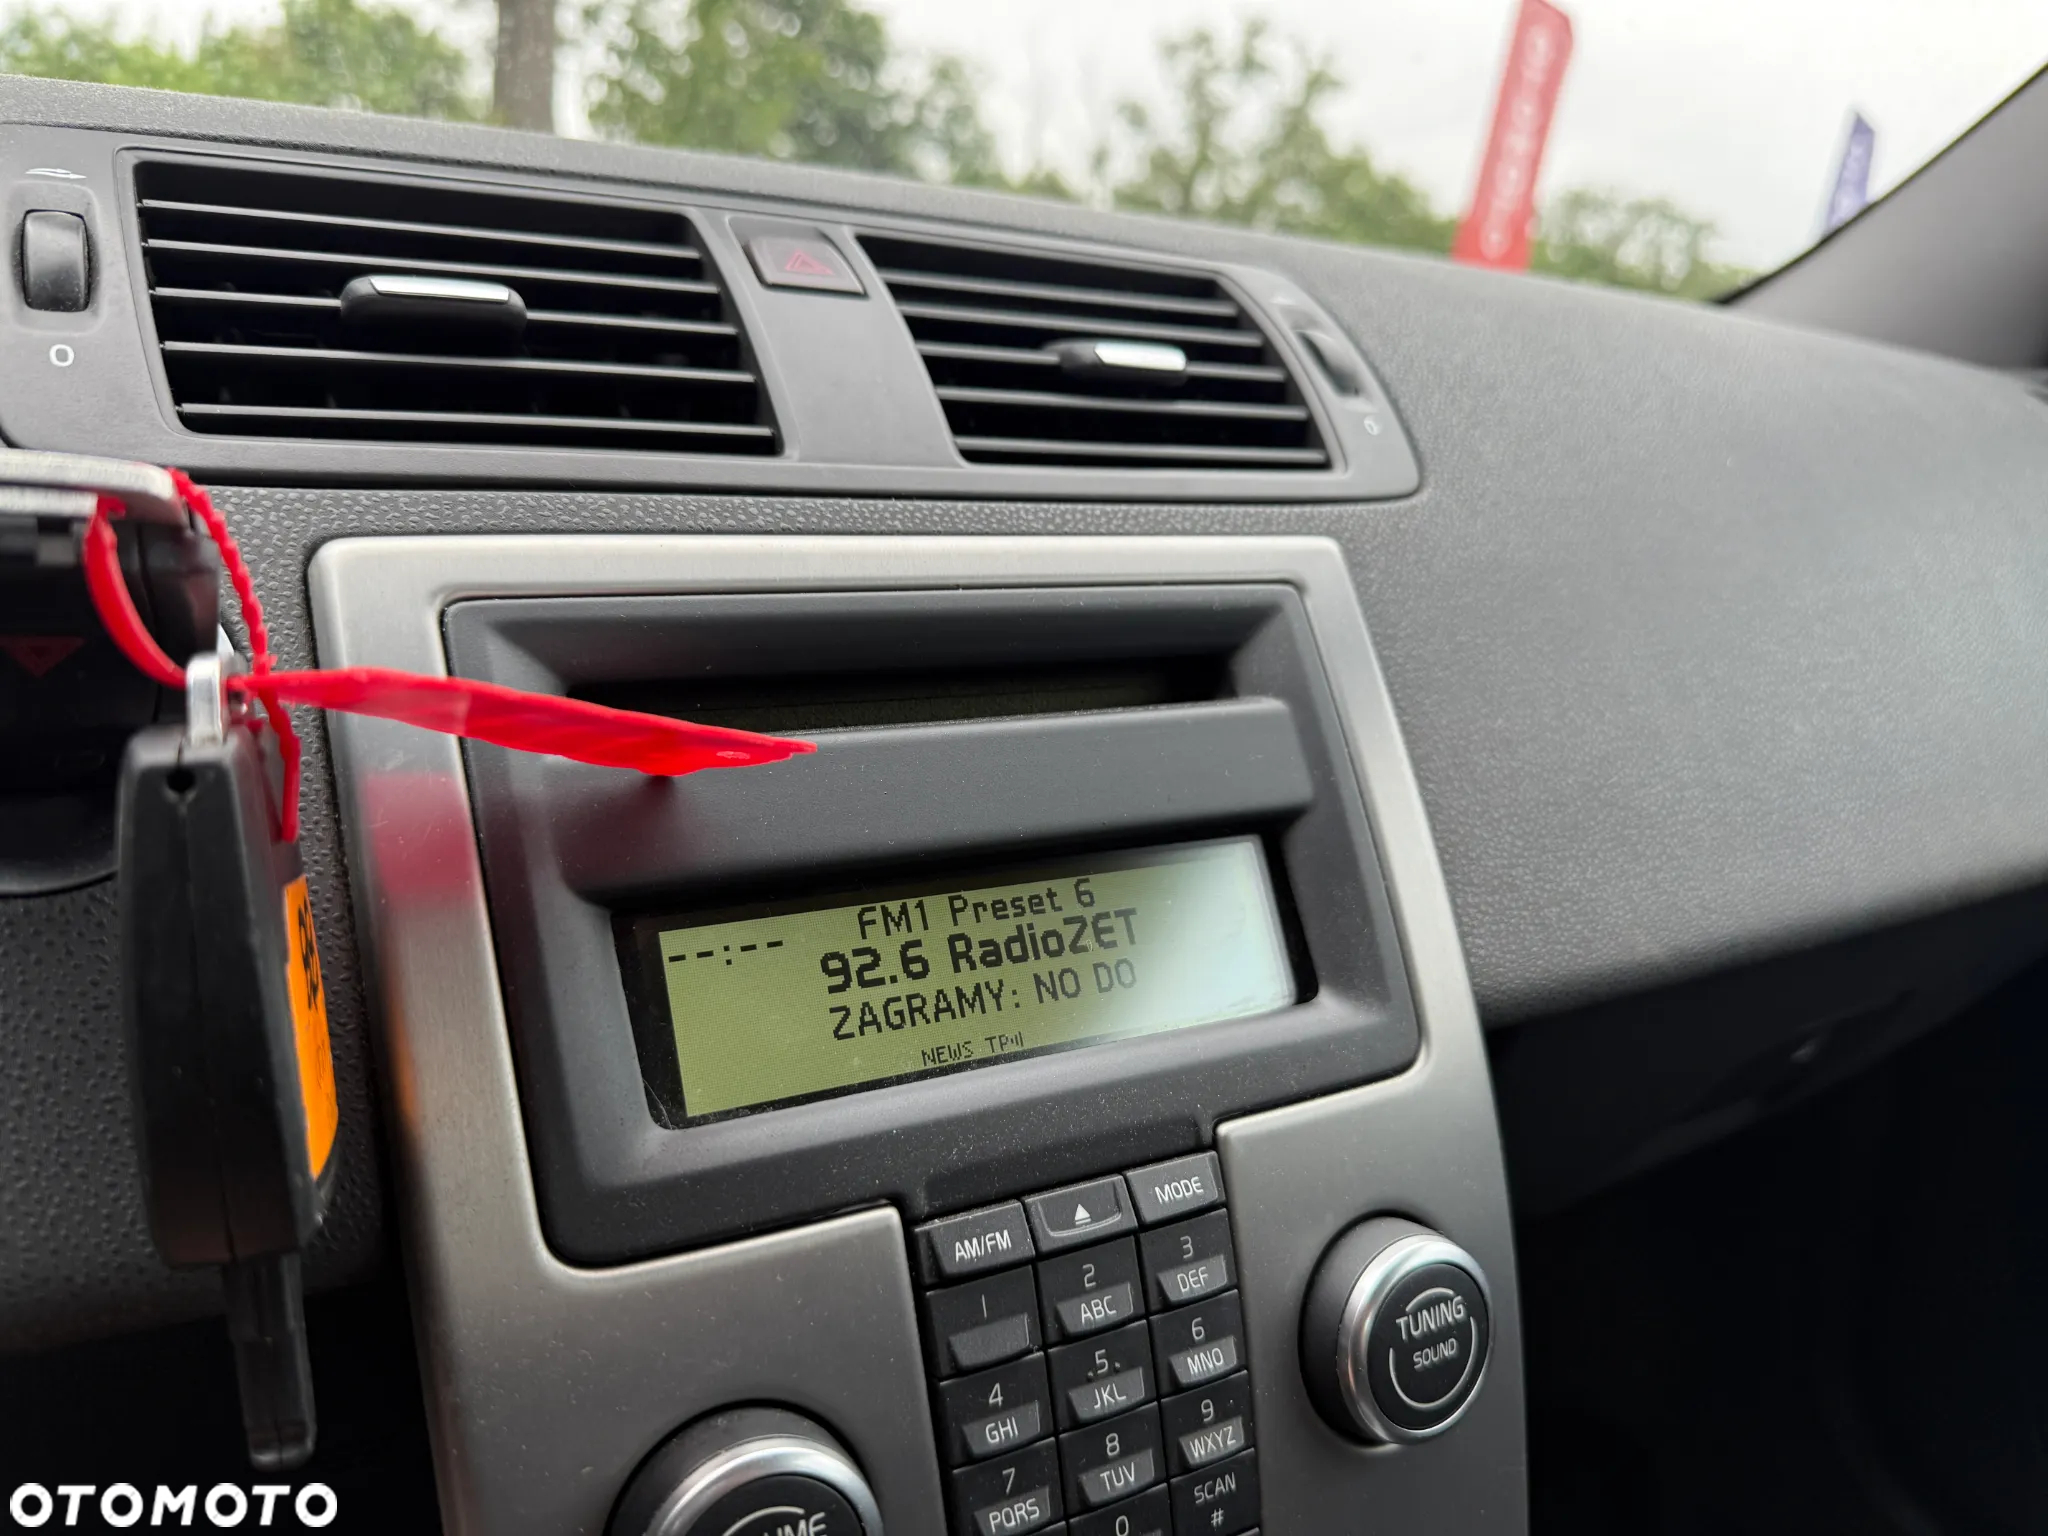 O
O
FM1 Preset 6
--:--
92.6 RadioZET
ZAGRAMY: NO DO
NEWS TP
AM/FM
MODE
1
2
ABC
3
DEF
4
GHI
5
JKL
6
MNO
7
PQRS
8
TUV
9
WXYZ
0
SCAN
#
TUNING
SOUND
OTOMOTO